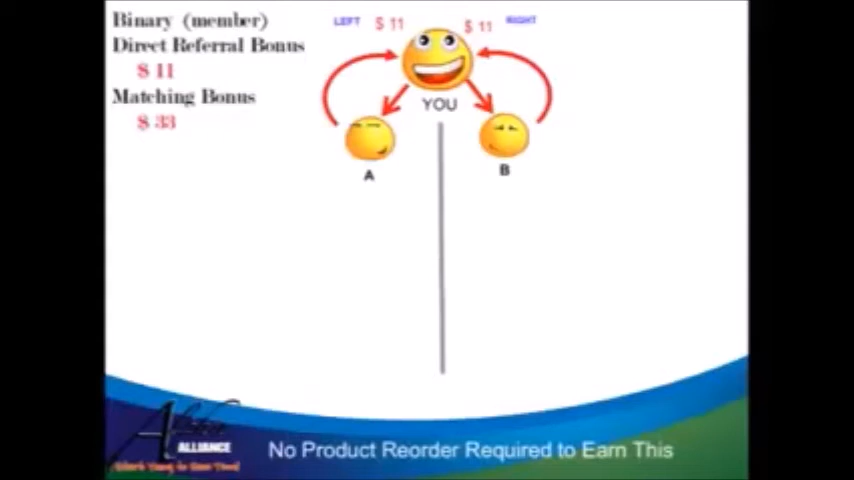 Binary (member)
Direct Referral Bonus
$ 11
Matching Bonus
$ 33
LEFT $ 11 $ 11 RIGHT
YOU
A B
ALLIANCE
No Product Reorder Required to Earn This